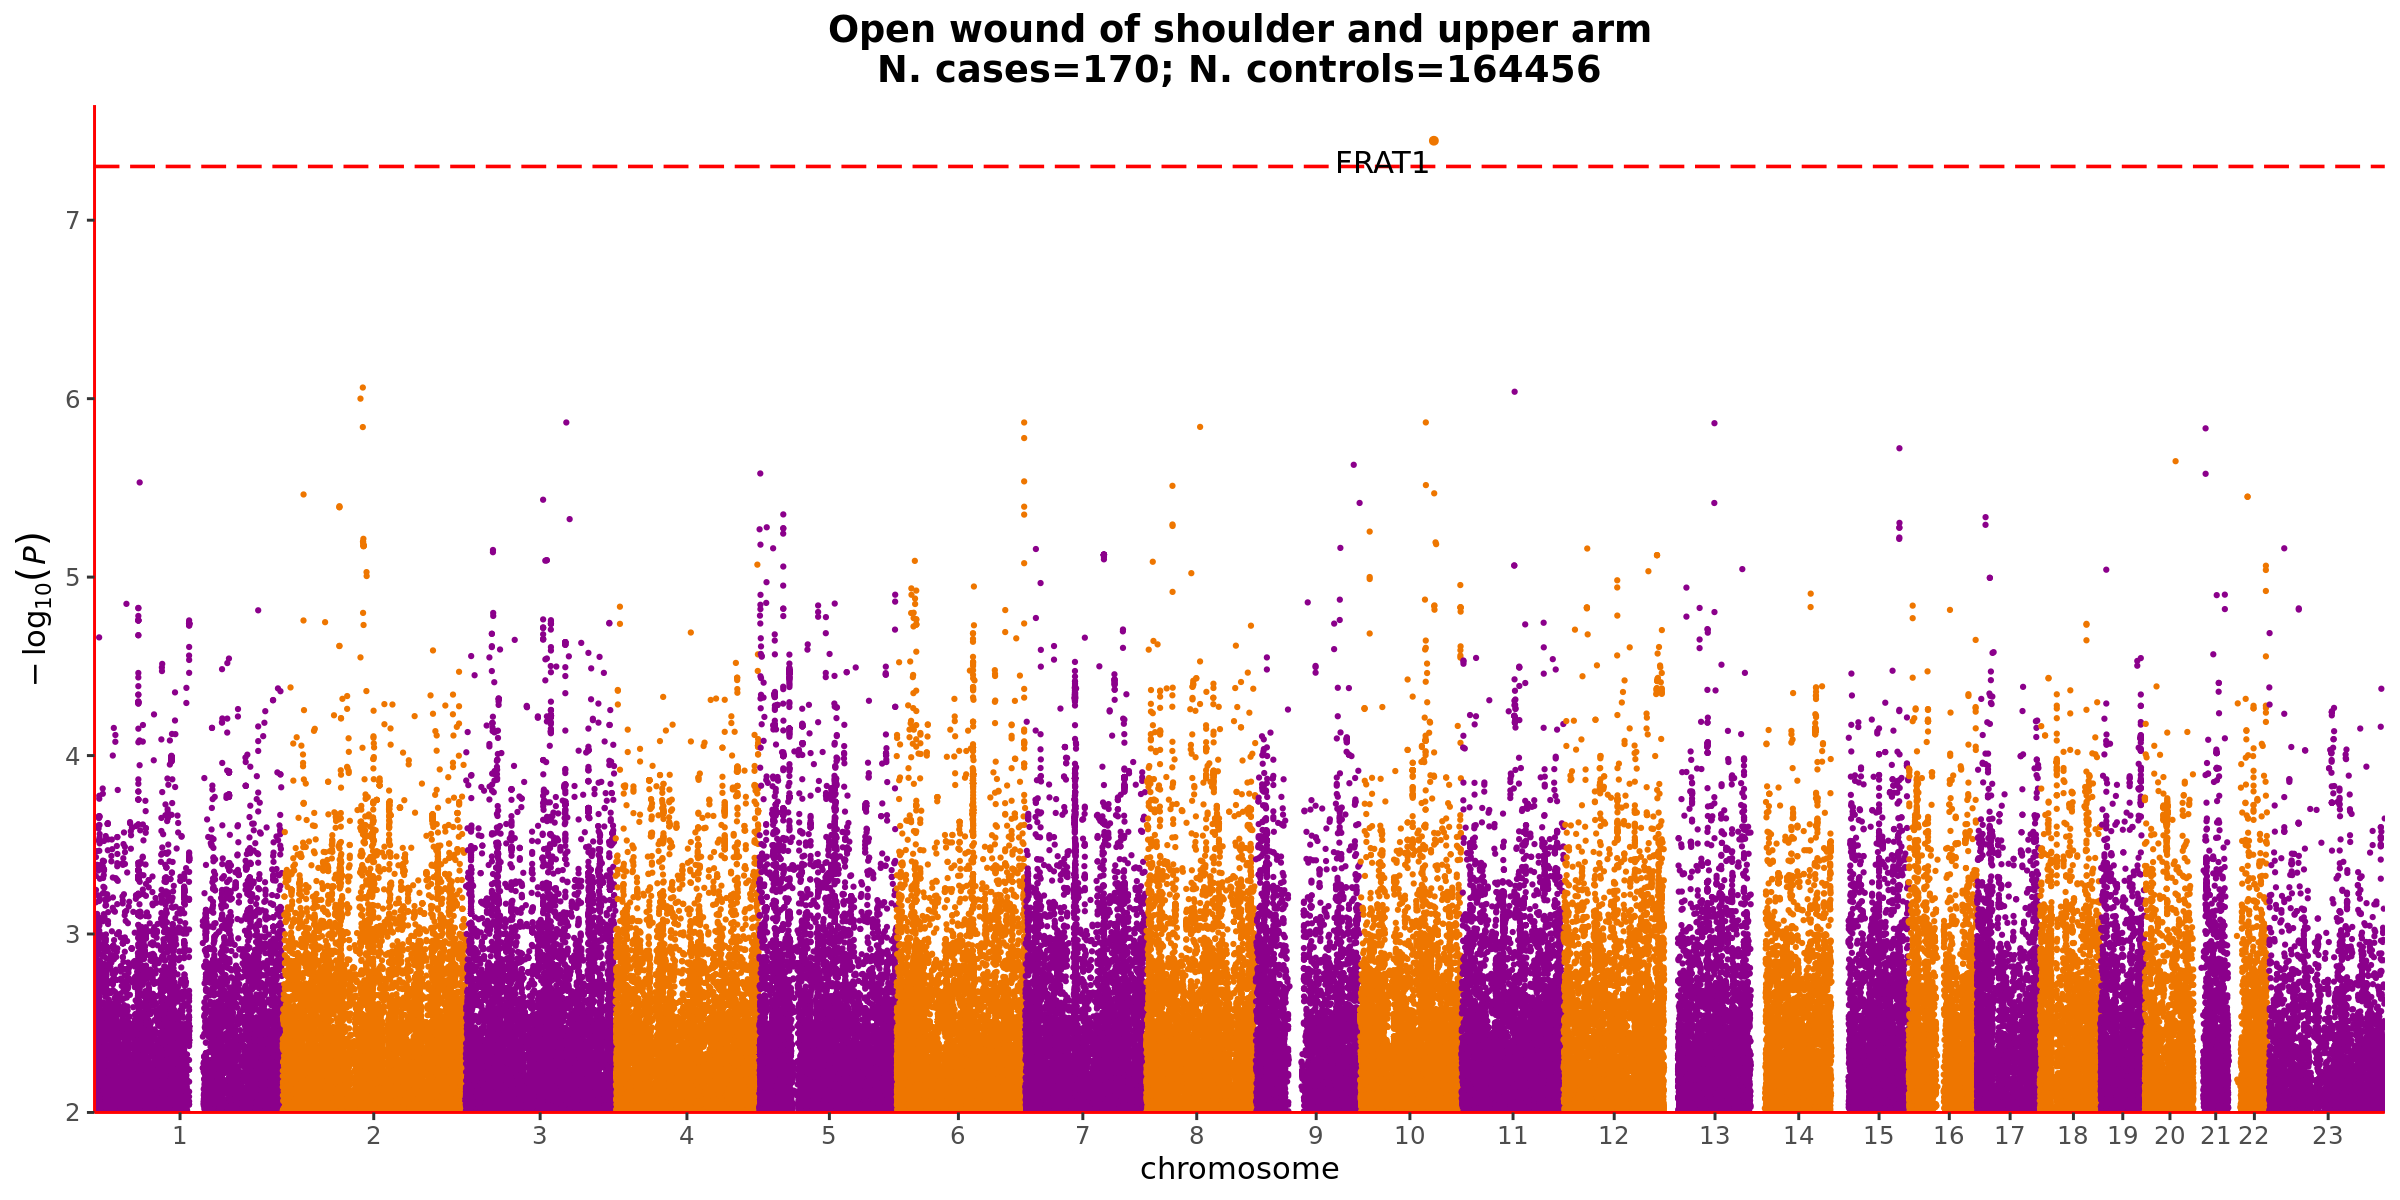 Open wound of shoulder and upper arm
N. cases=170; N. controls=164456
FRAT1
7
6
5
4
3
2
−log10(P)
1 2 3 4 5 6 7 8 9 10 11 12 13 14 15 16 17 18 19 20 21 22 23
chromosome